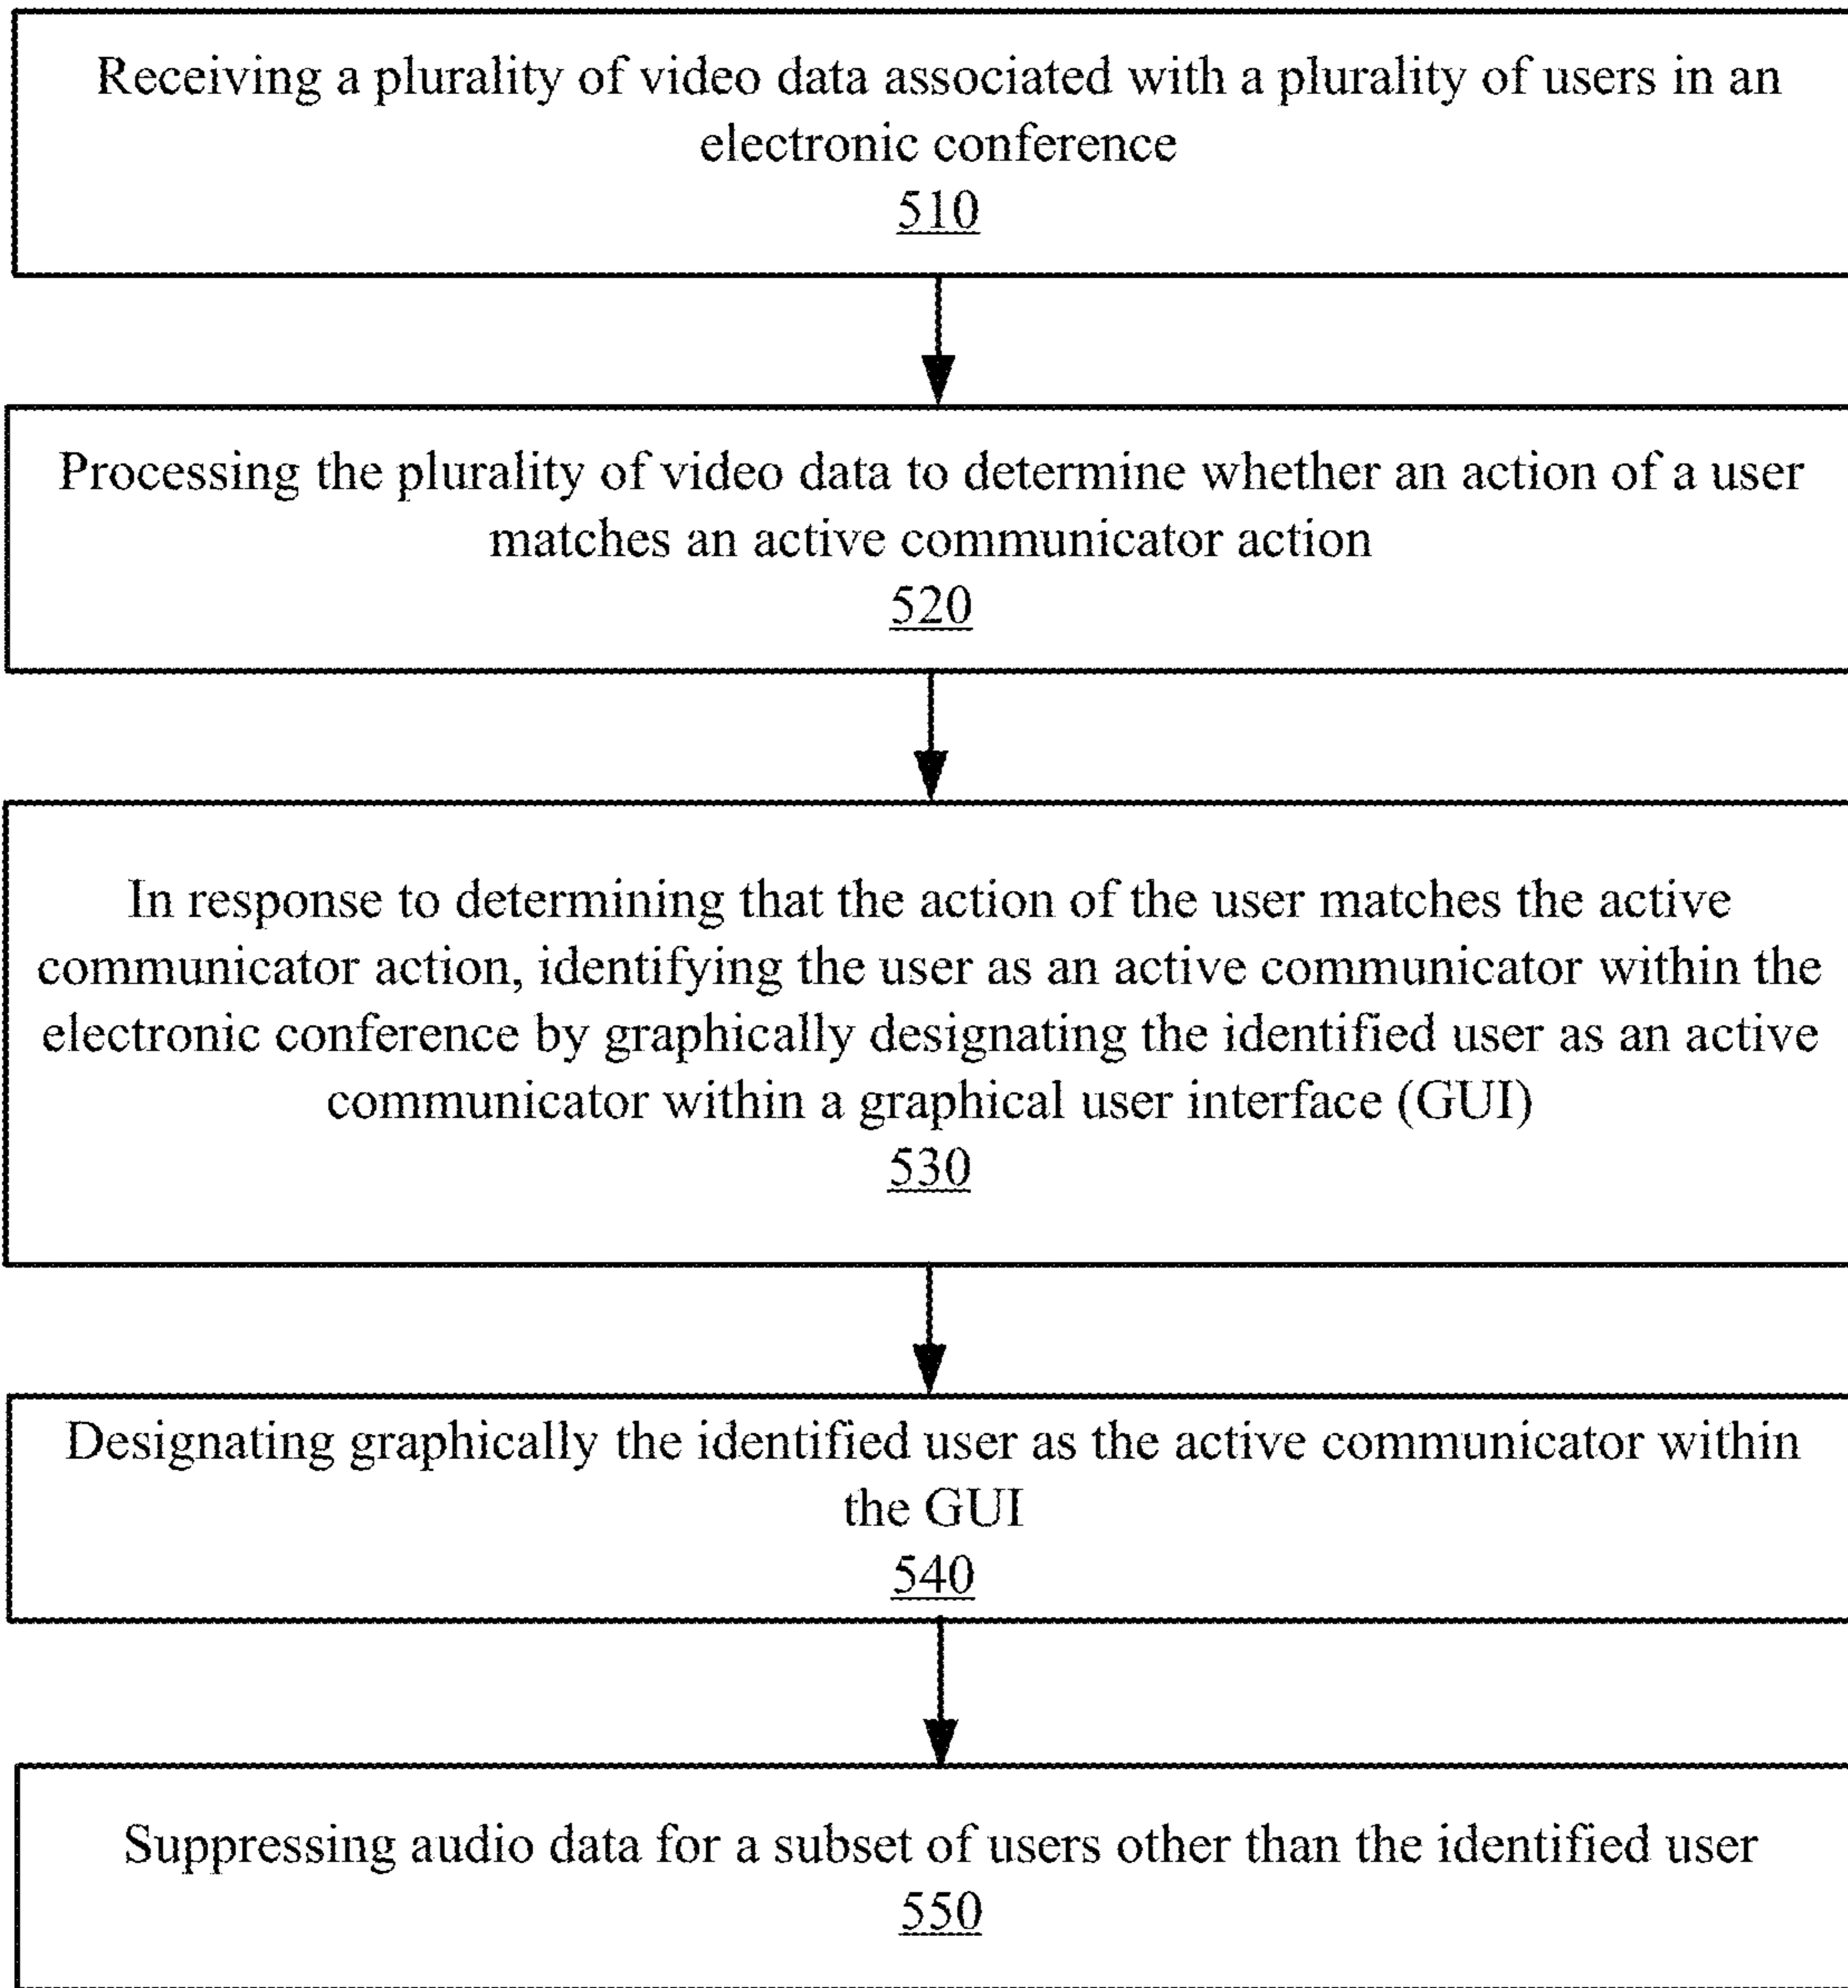 Receiving a plurality of video data associated with a plurality of users in an
electronic conference
510
Processing the plurality of video data to determine whether an action of a user
matches an active communicator action
520
In response to determining that the action of the user matches the active
communicator action, identifying the user as an active communicator within the
electronic conference by graphically designating the identified user as an active
communicator within a graphical user interface (GUI)
530
Designating graphically the identified user as the active communicator within
the GUI
540
Suppressing audio data for a subset of users other than the identified user
550